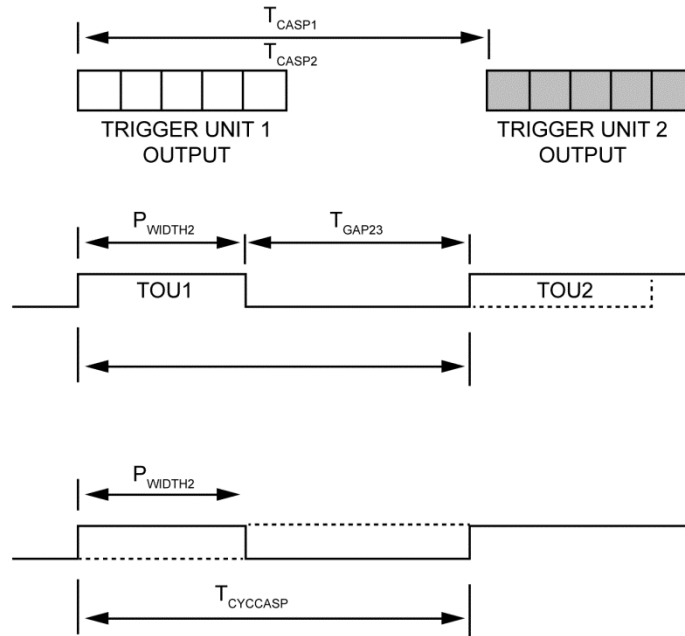 TCASP1
TCASP2
TRIGGER UNIT 1
OUTPUT
TRIGGER UNIT 2
OUTPUT
PWIDTH2
TGAP23
TOU1
TOU2
PWIDTH2
TCYCCASP